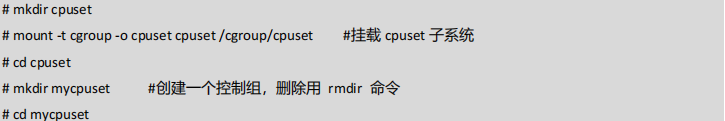 # mkdir cpuset
# mount -t cgroup -o cpuset cpuset /cgroup/cpuset #挂载 cpuset 子系统
# cd cpuset
# mkdir mycpuset #创建一个控制组，删除用 rmdir 命令
# cd mycpuset